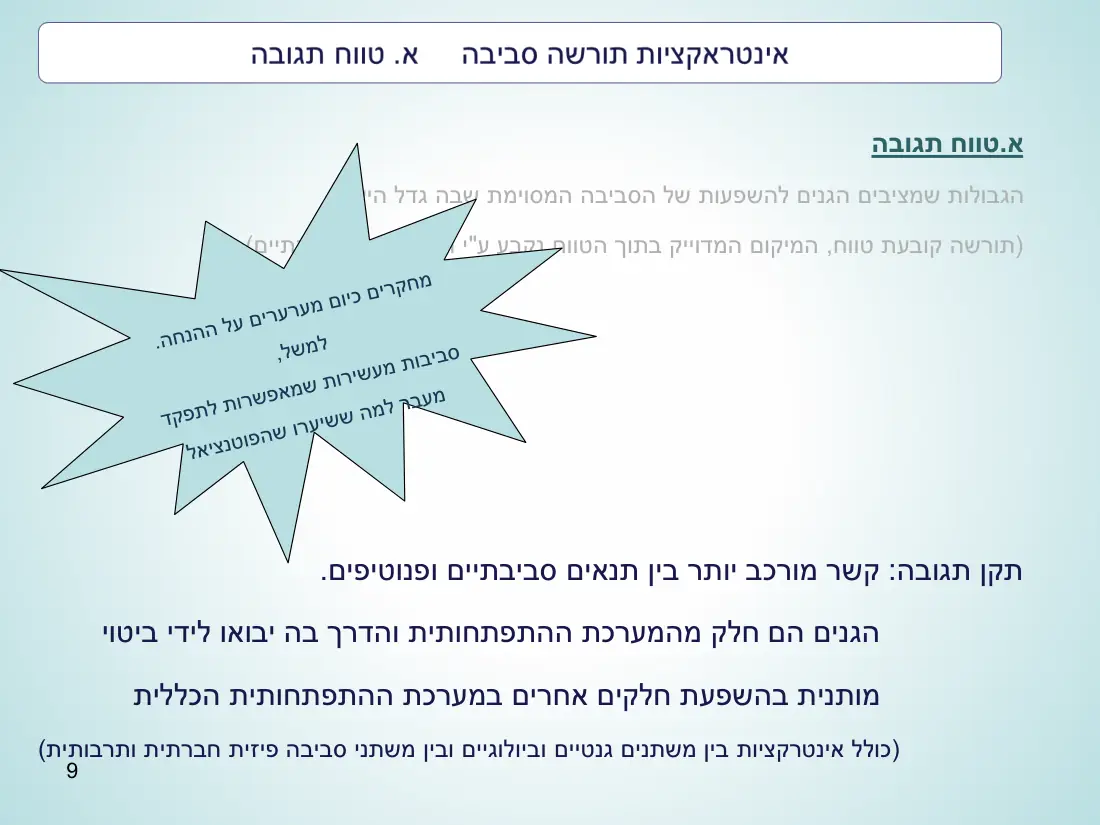 אינטראקציות תורשה סביבה א. טווח תגובה
א.טווח תגובה
הגבולות שמציבים הגנים להשפעות של הסביבה המסוימת שבה גדל
(תורשה קובעת טווח, המיקום המדוייק בתוך הטווח נקבע ע"י
מחקרים כיום מערערים על ההנחה.
למשל,
סביבות מעשירות שמאפשרות לתפקד
מעבר למה ששיערו שהפוטנציאל
תקן תגובה: קשר מורכב יותר בין תנאים סביבתיים ופנוטיפים.
הגנים הם חלק מהמערכת ההתפתחותית והדרך בה יבואו לידי ביטוי
מותנית בהשפעת חלקים אחרים במערכת ההתפתחותית הכללית
(כולל אינטרקציות בין משתנים גנטיים וביולוגיים ובין משתני סביבה פיזית חברתית ותרבותית)
9